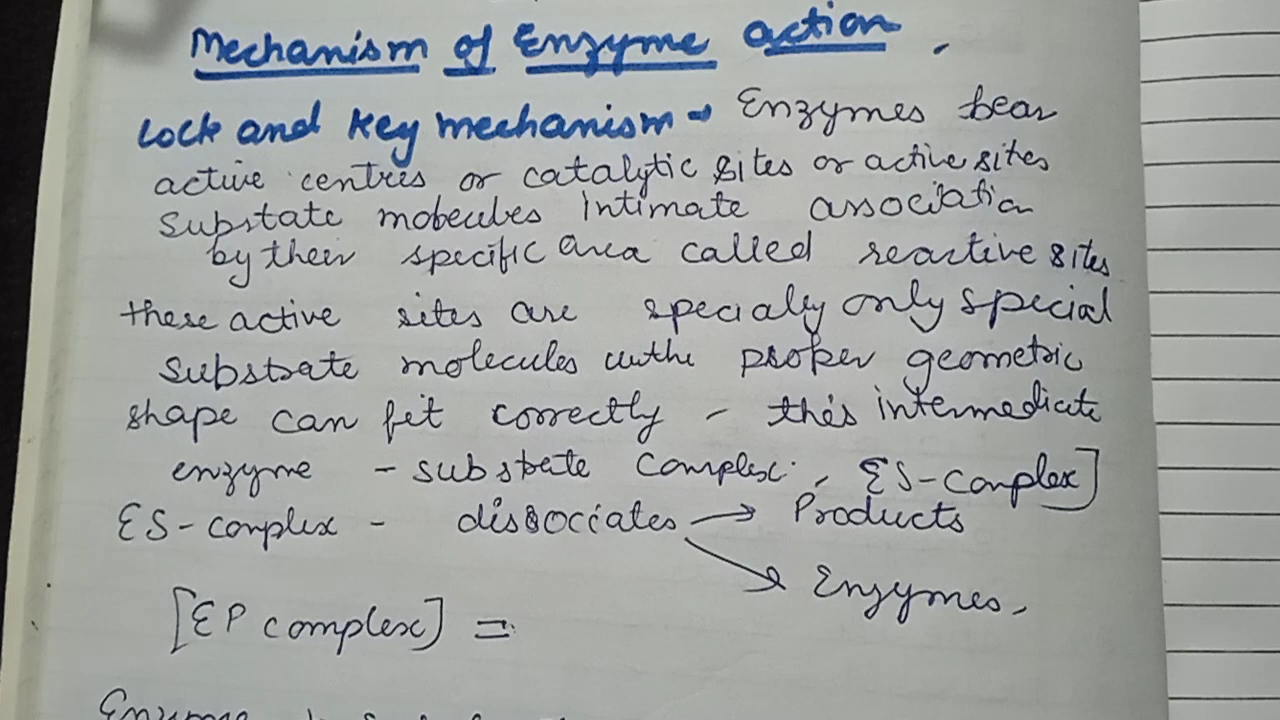 Mechanism of Enzyme action.
Lock and key mechanism → Enzymes bear
active centres or catalytic sites or active sites
Substate molecules intimate association
by their specific area called reactive sites
these active sites are specially only special
substrate molecules with proper geometric
shape can fit correctly - this intermediate
enzyme - substrate complex. [ES-complex]
ES-complex - dissociates → Products
→ Enzymes.
[EP complex] =
Enzyme